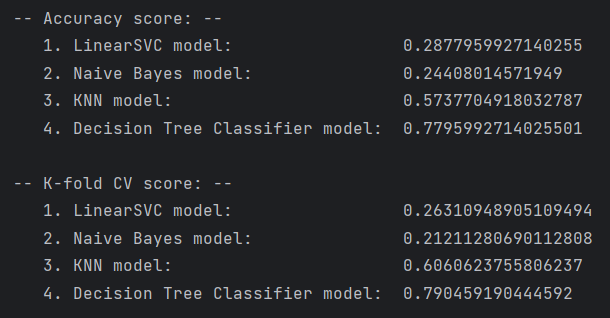 -- Accuracy score: --
1. LinearSVC model: 0.2877959927140255
2. Naive Bayes model: 0.24408014571949
3. KNN model: 0.5737704918032787
4. Decision Tree Classifier model: 0.7795992714025501
-- K-fold CV score: --
1. LinearSVC model: 0.26310948905109494
2. Naive Bayes model: 0.21211280690112808
3. KNN model: 0.6060623755806237
4. Decision Tree Classifier model: 0.790459190444592